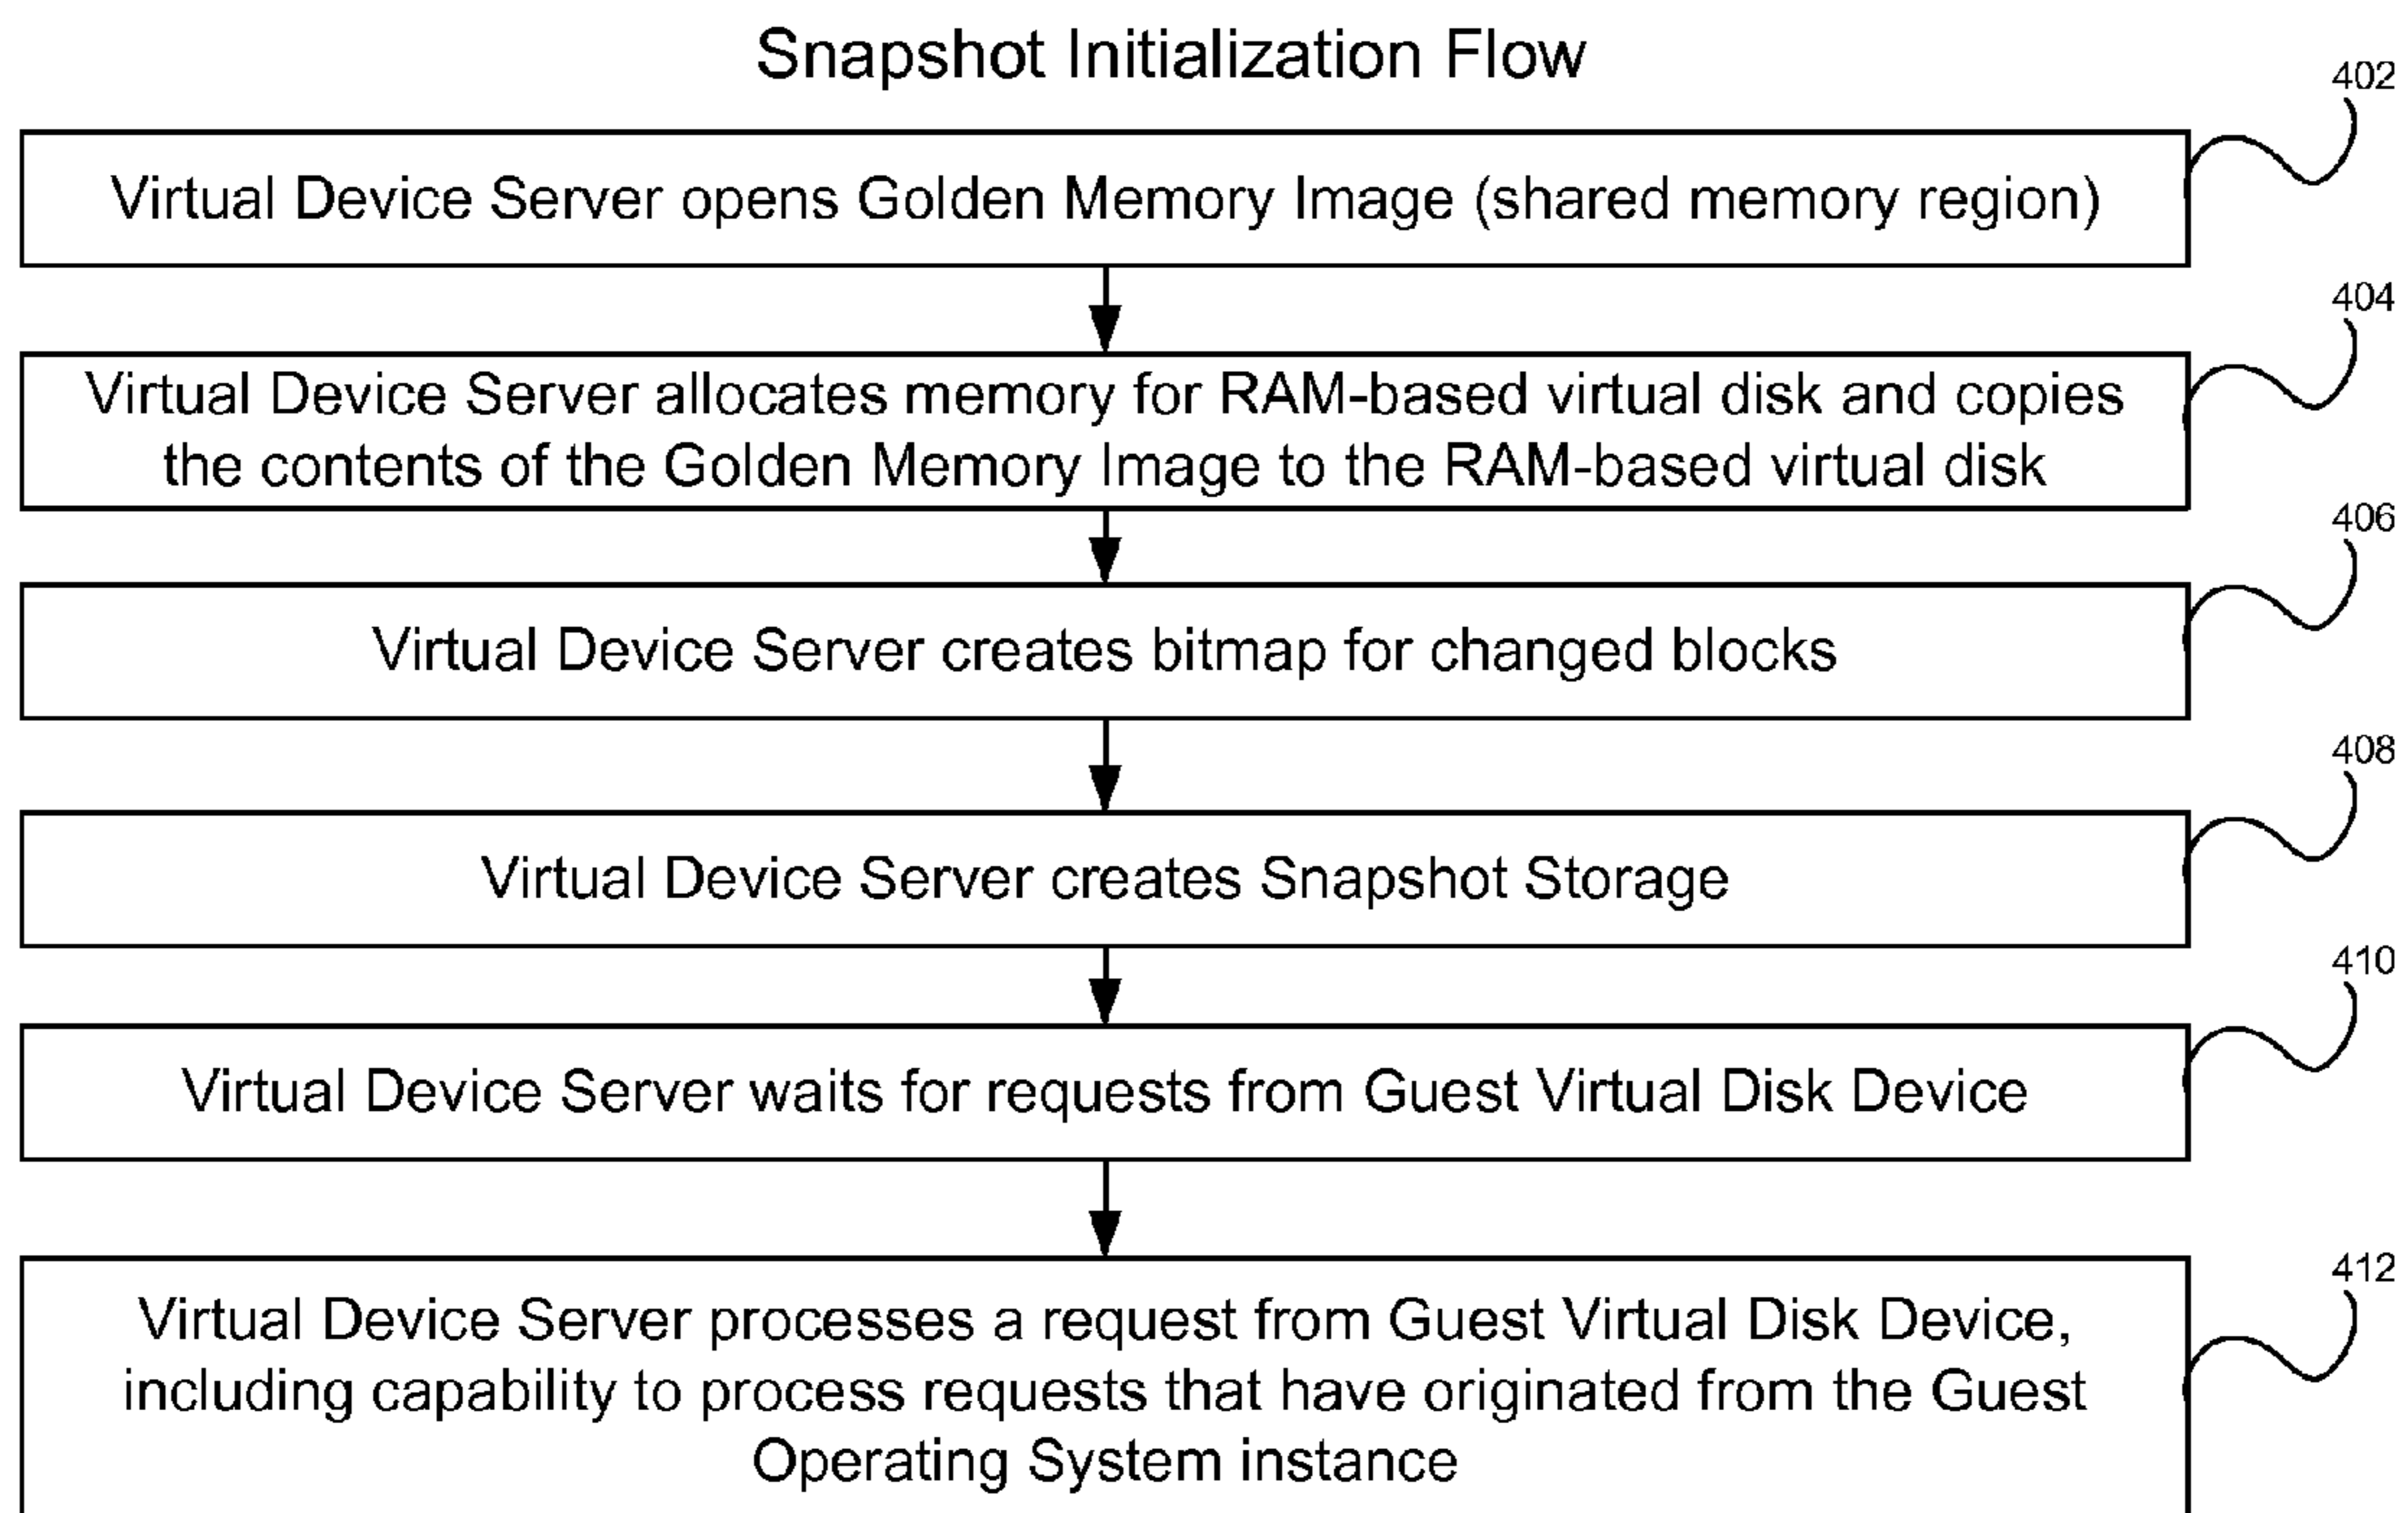 Snapshot Initialization Flow
402
Virtual Device Server opens Golden Memory Image (shared memory region)
404
Virtual Device Server allocates memory for RAM-based virtual disk and copies
the contents of the Golden Memory Image to the RAM-based virtual disk
406
Virtual Device Server creates bitmap for changed blocks
408
Virtual Device Server creates Snapshot Storage
410
Virtual Device Server waits for requests from Guest Virtual Disk Device
412
Virtual Device Server processes a request from Guest Virtual Disk Device,
including capability to process requests that have originated from the Guest
Operating System instance